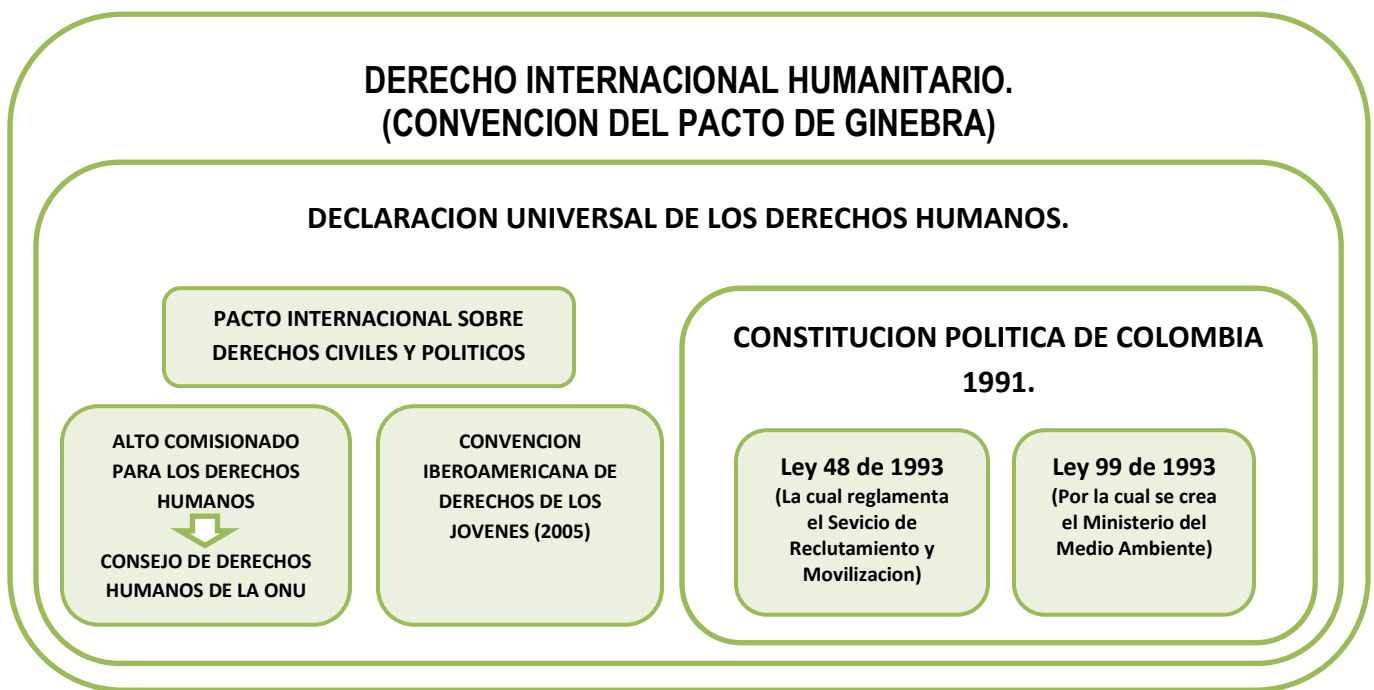 DERECHO INTERNACIONAL HUMANITARIO.
(CONVENCION DEL PACTO DE GINEBRA)
DECLARACION UNIVERSAL DE LOS DERECHOS HUMANOS.
PACTO INTERNACIONAL SOBRE
DERECHOS CIVILES Y POLITICOS
ALTO COMISIONADO
PARA LOS DERECHOS
HUMANOS
CONSEJO DE DERECHOS
HUMANOS DE LA ONU
CONVENCION
IBEROAMERICANA DE
DERECHOS DE LOS
JOVENES (2005)
CONSTITUCION POLITICA DE COLOMBIA
1991.
Ley 48 de 1993
(La cual reglamenta
el Sevicio de
Reclutamiento y
Movilizacion)
Ley 99 de 1993
(Por la cual se crea
el Ministerio del
Medio Ambiente)